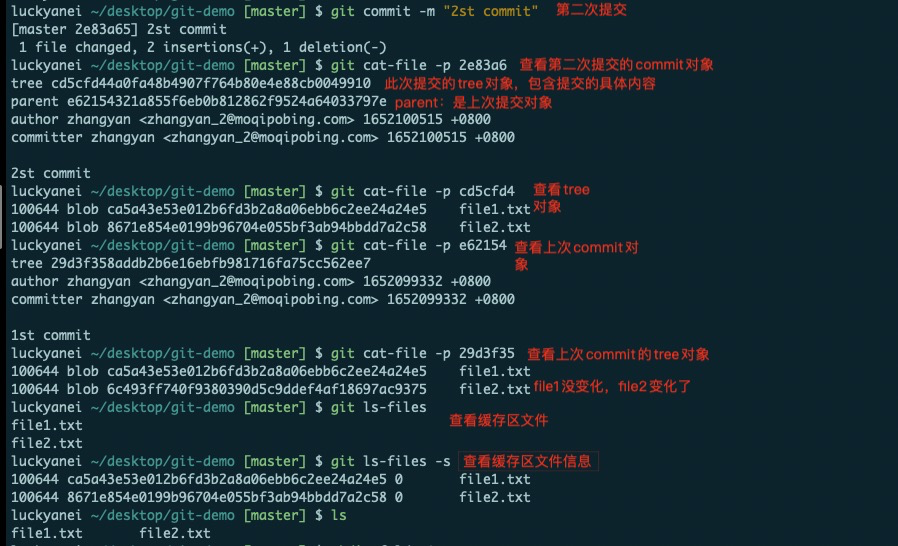 luckyanei ~/desktop/git-demo [master] $ git commit -m "2st commit" 第二次提交
[master 2e83a65] 2st commit
1 file changed, 2 insertions(+), 1 deletion(-)
luckyanei ~/desktop/git-demo [master] $ git cat-file -p 2e83a6 查看第二次提交的commit对象
tree cd5cfd44a0fa48b4907f764b80e4e88cb0049910 此次提交的tree对象，包含提交的具体内容
parent e62154321a855f6eb0b812862f9524a64033797e parent：是上次提交对象
author zhangyan <zhangyan_2@moqipobing.com> 1652100515 +0800
committer zhangyan <zhangyan_2@moqipobing.com> 1652100515 +0800
2st commit
luckyanei ~/desktop/git-demo [master] $ git cat-file -p cd5cfd4 查看tree
100644 blob ca5a43e53e012b6fd3b2a8a06ebb6c2ee24a24e5 file1.txt 对象
100644 blob 8671e854e0199b96704e055bf3ab94bbdd7a2c58 file2.txt
luckyanei ~/desktop/git-demo [master] $ git cat-file -p e62154 查看上次commit对
tree 29d3f358addb2b6e16ebfb981716fa75cc562ee7 象
author zhangyan <zhangyan_2@moqipobing.com> 1652099332 +0800
committer zhangyan <zhangyan_2@moqipobing.com> 1652099332 +0800
1st commit
luckyanei ~/desktop/git-demo [master] $ git cat-file -p 29d3f35 查看上次commit的tree对象
100644 blob ca5a43e53e012b6fd3b2a8a06ebb6c2ee24a24e5 file1.txt
100644 blob 6c493ff740f9380390d5c9ddef4af18697ac9375 file2.txt file1没变化，file2变化了
luckyanei ~/desktop/git-demo [master] $ git ls-files
file1.txt 查看缓存区文件
file2.txt
luckyanei ~/desktop/git-demo [master] $ git ls-files -s 查看缓存区文件信息
100644 ca5a43e53e012b6fd3b2a8a06ebb6c2ee24a24e5 0 file1.txt
100644 8671e854e0199b96704e055bf3ab94bbdd7a2c58 0 file2.txt
luckyanei ~/desktop/git-demo [master] $ ls
file1.txt file2.txt